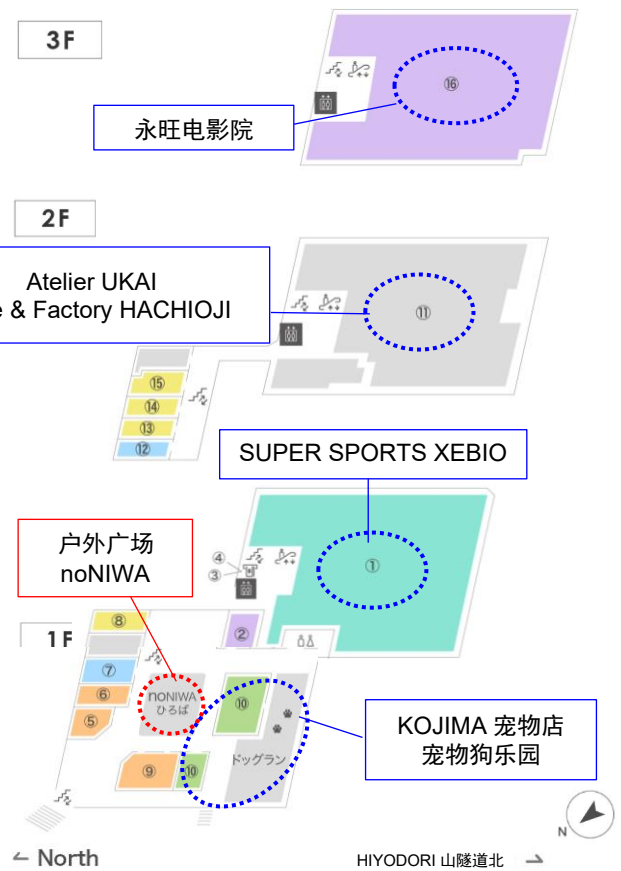 3F
⑯
永旺电影院
2F
Atelier UKAI
e & Factory HACHIOJI
⑪
⑮
⑭
⑬
⑫
SUPER SPORTS XEBIO
户外广场
noNIWA
④
③
①
1F
⑧
②
⑦
⑥
⑤
noNIWA
ひろば
⑩
KOJIMA 宠物店
宠物狗乐园
ドッグラン
⑨
⑩
N
← North
HIYODORI 山隧道北 →